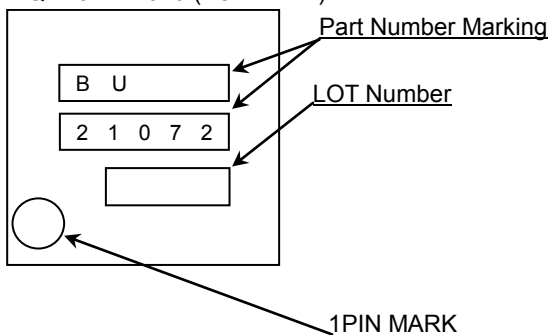 Part Number Marking
B U
LOT Number
2 1 0 7 2
1PIN MARK